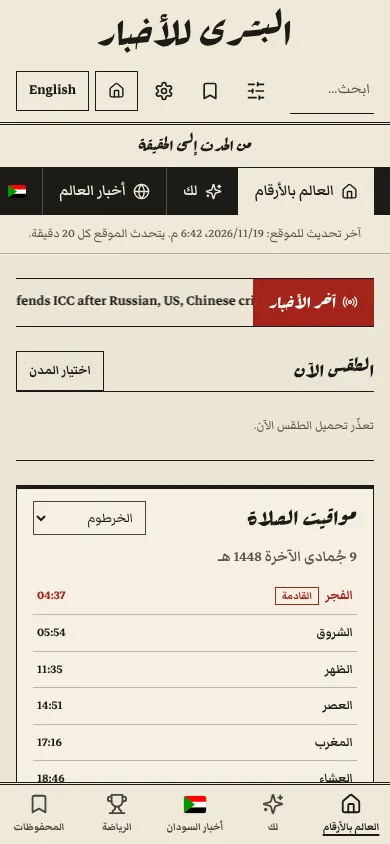 البشرى للأخبار
ابحث...
English
من الحدث إلى الحقيقة
العالم بالأرقام
لك
أخبار العالم
آخر تحديث للموقع: 2026/11/19، 6:42 م. يتحدث الموقع كل 20 دقيقة.
آخر الأخبار
fends ICC after Russian, US, Chinese cri
الطقس الآن
اختيار المدن
تعذّر تحميل الطقس الآن.
مواقيت الصلاة
الخرطوم
9 جُمادى الآخرة 1448 هـ
الفجر القادمة 04:37
الشروق 05:54
الظهر 11:35
العصر 14:51
المغرب 17:16
العشاء 18:46
العالم بالأرقام
لك
أخبار السودان
الرياضة
المحفوظات